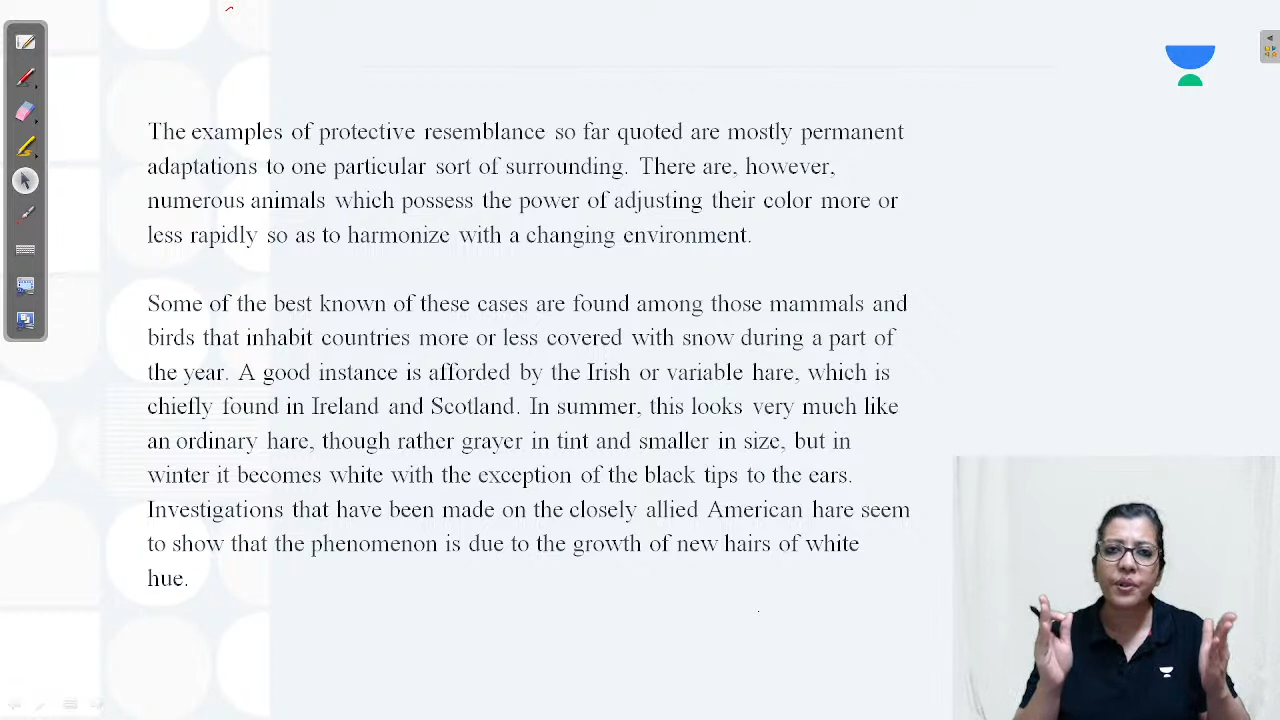 The examples of protective resemblance so far quoted are mostly permanent
adaptations to one particular sort of surrounding. There are, however,
numerous animals which possess the power of adjusting their color more or
less rapidly so as to harmonize with a changing environment.
Some of the best known of these cases are found among those mammals and
birds that inhabit countries more or less covered with snow during a part of
the year. A good instance is afforded by the Irish or variable hare, which is
chiefly found in Ireland and Scotland. In summer, this looks very much like
an ordinary hare, though rather grayer in tint and smaller in size, but in
winter it becomes white with the exception of the black tips to the ears.
Investigations that have been made on the closely allied American hare seem
to show that the phenomenon is due to the growth of new hairs of white
hue.